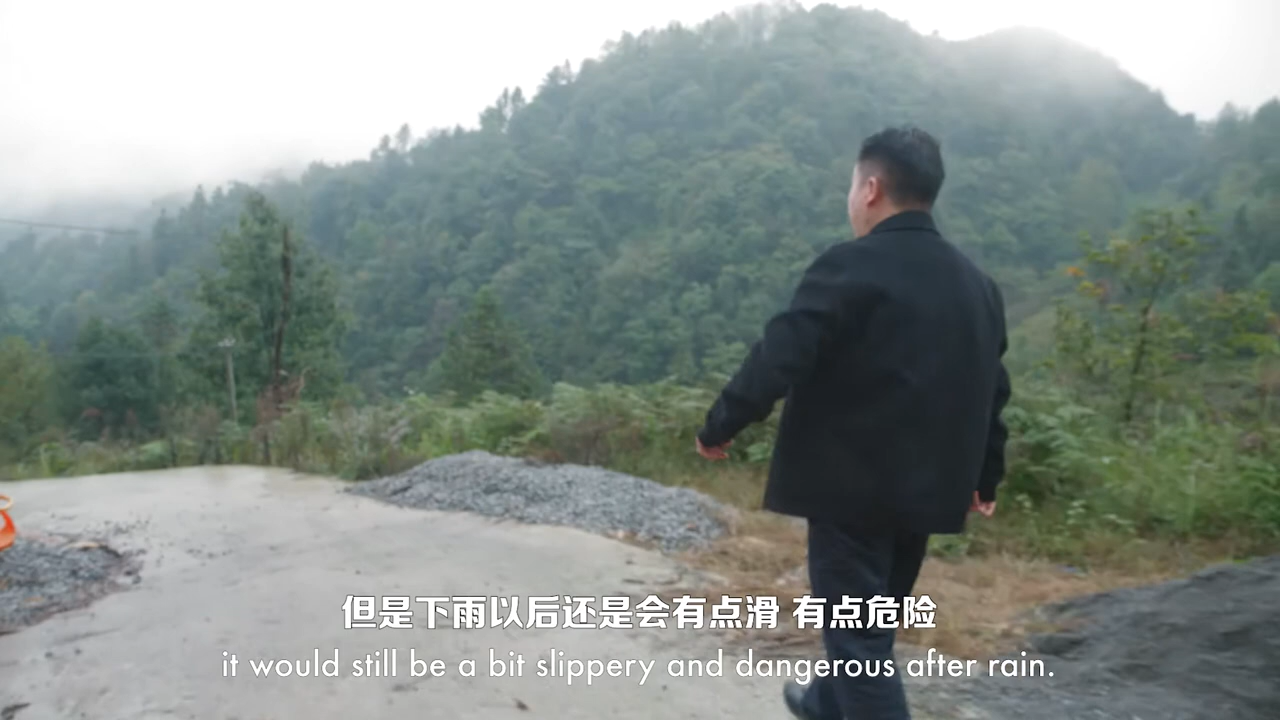 但是下雨以后还是会有点滑 有点危险
it would still be a bit slippery and dangerous after rain.